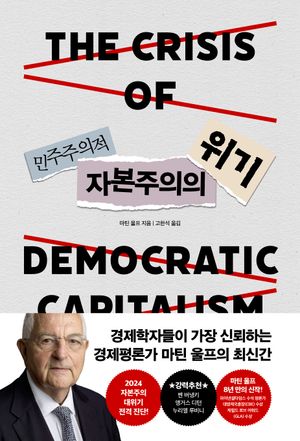 THE CRISIS
OF
민주주의적
자본주의의
위기
마틴 울프 지음 | 고한석 옮김
DEMOCRATIC
CAPITALISM
경제학자들이 가장 신뢰하는
경제평론가 마틴 울프의 최신간
2024
자본주의
대위기
전격 진단!
★강력추천★
벤 버냉키
앵거스 디턴
누리엘 루비니
마틴 울프
8년 만의 신작!